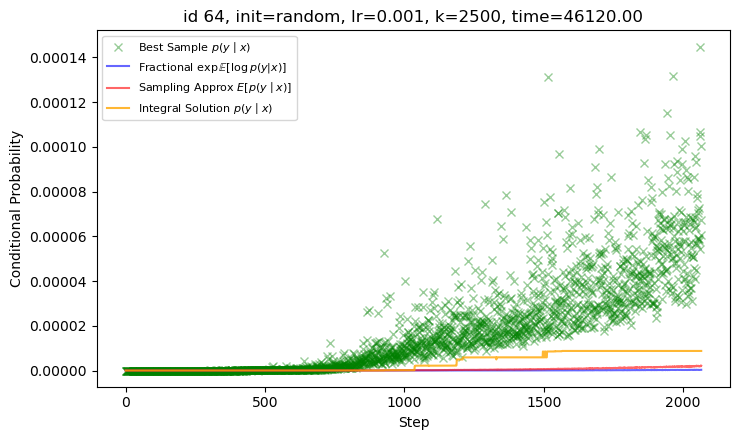 id 64, init=random, lr=0.001, k=2500, time=46120.00
Best Sample p(y | x)
Fractional exp𝔼[log p(y|x)]
Sampling Approx E[p(y | x)]
Integral Solution p(y | x)
Conditional Probability
0.00014
0.00012
0.00010
0.00008
0.00006
0.00004
0.00002
0.00000
0 500 1000 1500 2000
Step